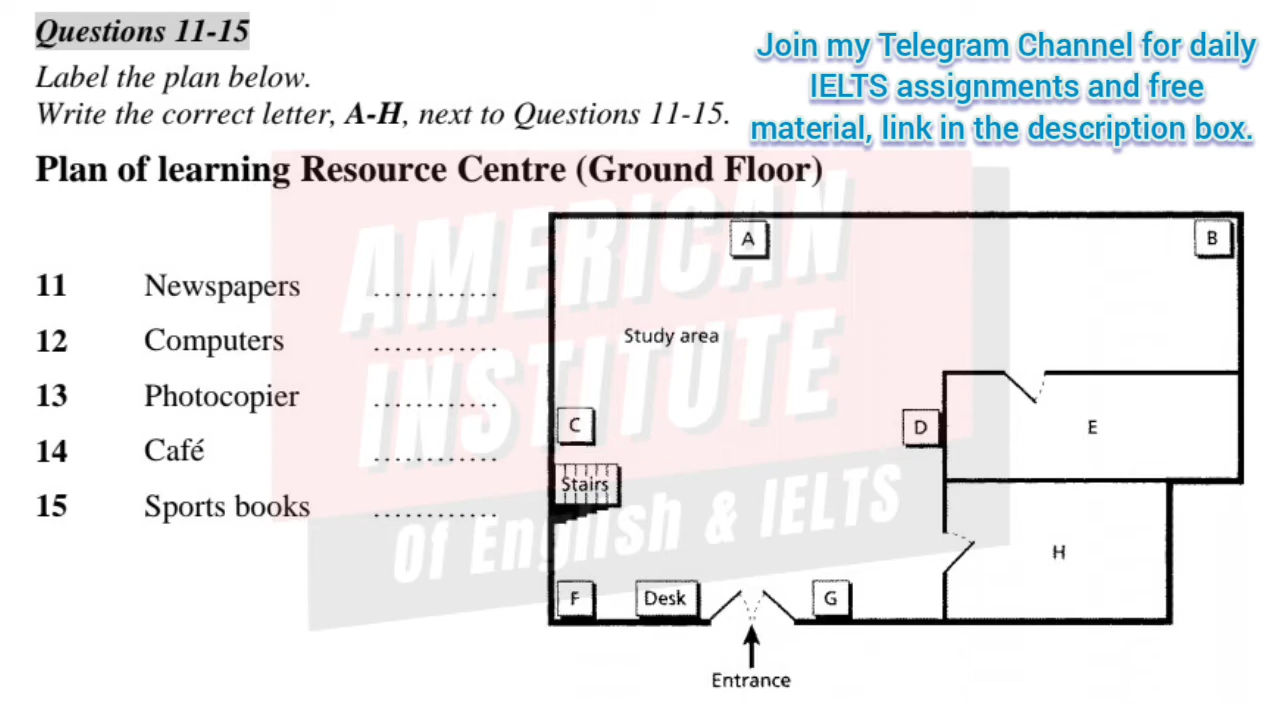 Questions 11-15
Label the plan below.
Write the correct letter, A-H, next to Questions 11-15.
Join my Telegram Channel for daily
IELTS assignments and free
material, link in the description box.
Plan of learning Resource Centre (Ground Floor)
11 Newspapers ............
12 Computers ............
13 Photocopier ............
14 Café ............
15 Sports books ............
A
B
Study area
C
D
E
Stairs
H
F
Desk
G
Entrance
AMERICAN
INSTITUTE
Of English & IELTS